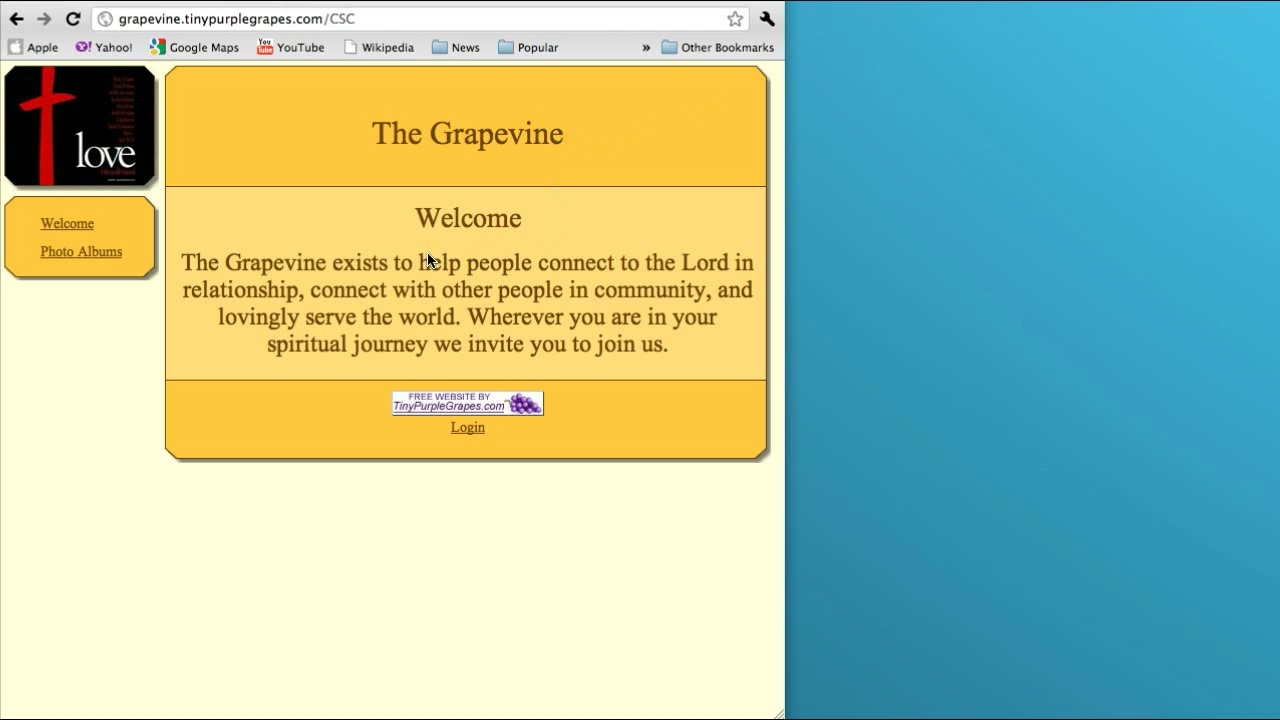 grapevine.tinypurplegrapes.com/CSC
Apple Yahoo! Google Maps YouTube Wikipedia News Popular » Other Bookmarks
love
Welcome
Photo Albums
The Grapevine
Welcome
The Grapevine exists to help people connect to the Lord in
relationship, connect with other people in community, and
lovingly serve the world. Wherever you are in your
spiritual journey we invite you to join us.
FREE WEBSITE BY
TinyPurpleGrapes.com
Login